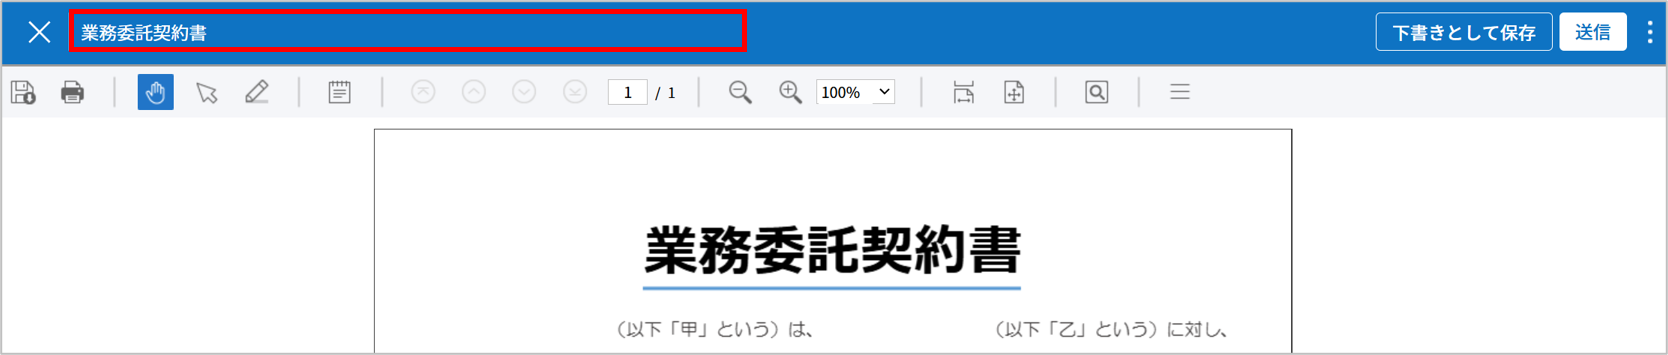 業務委託契約書
下書きとして保存
送信
1 / 1
100%
業務委託契約書
（以下「甲」という）は、 （以下「乙」という）に対し、